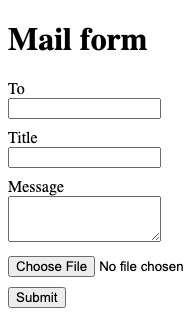 Mail form
To
Title
Message
Choose File No file chosen
Submit